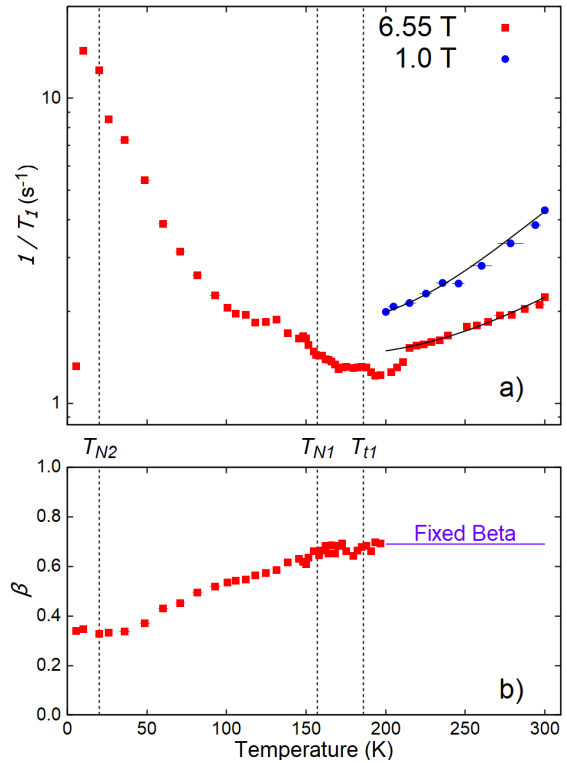 6.55 T
1.0 T
10
1
1 / T1 (s-1)
a)
TN2 TN1 Tt1
1.0
0.8
0.6
0.4
0.2
0.0
β
Fixed Beta
b)
0 50 100 150 200 250 300
Temperature (K)